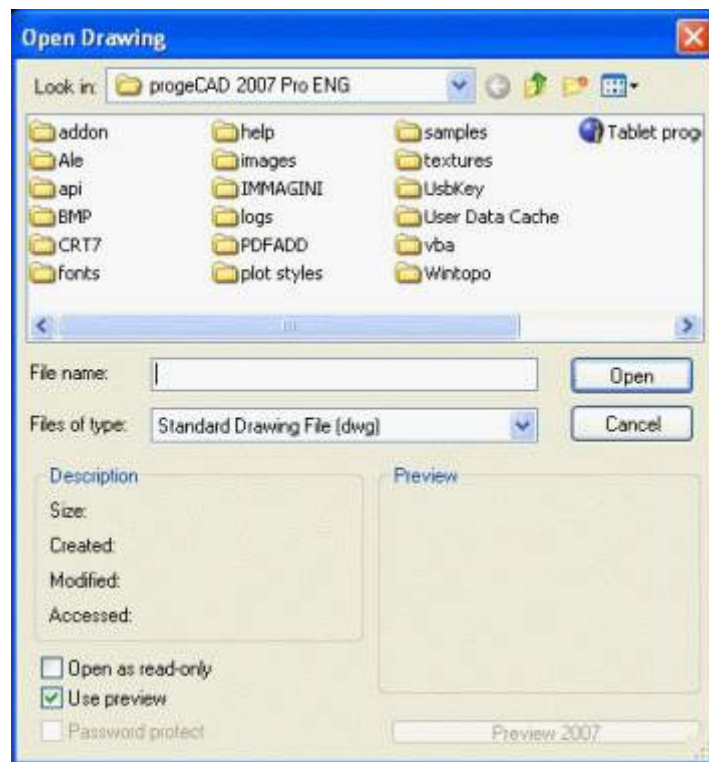 Open Drawing
Look in: progeCAD 2007 Pro ENG
addon help samples Tablet prog
Ale images textures
api IMMAGINI UsbKey
BMP logs User Data Cache
CRT7 PDFADD vba
fonts plot styles Wintopo
File name: Open
Files of type: Standard Drawing File (dwg) Cancel
Description Preview
Size:
Created:
Modified:
Accessed:
Open as read-only
Use preview
Password protect Preview 2007